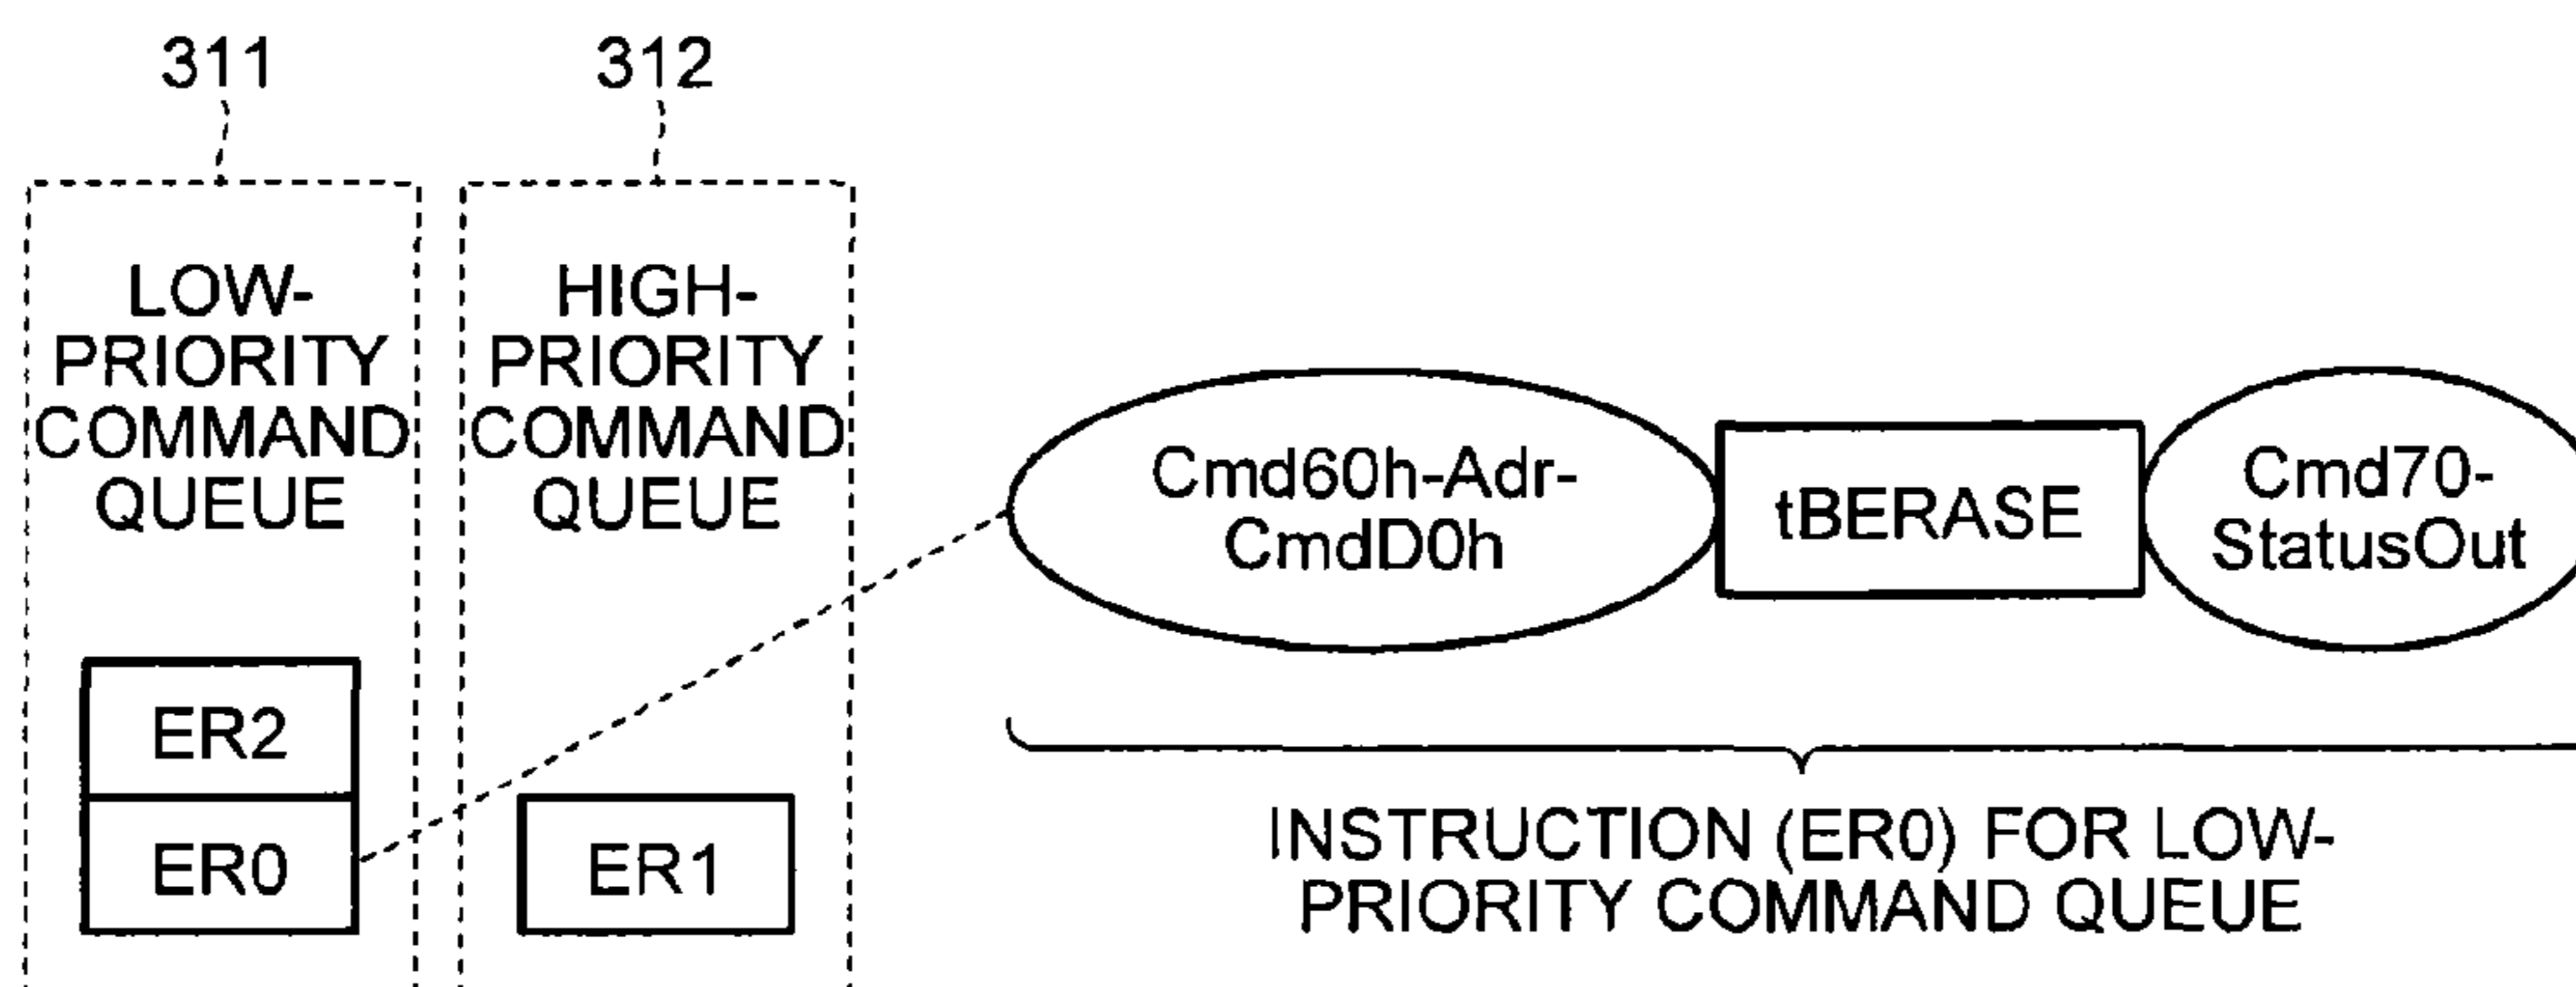 311
312
LOW-
PRIORITY
COMMAND
QUEUE
HIGH-
PRIORITY
COMMAND
QUEUE
ER2
ER0
ER1
Cmd60h-Adr-
CmdD0h
tBERASE
Cmd70-
StatusOut
INSTRUCTION (ER0) FOR LOW-
PRIORITY COMMAND QUEUE